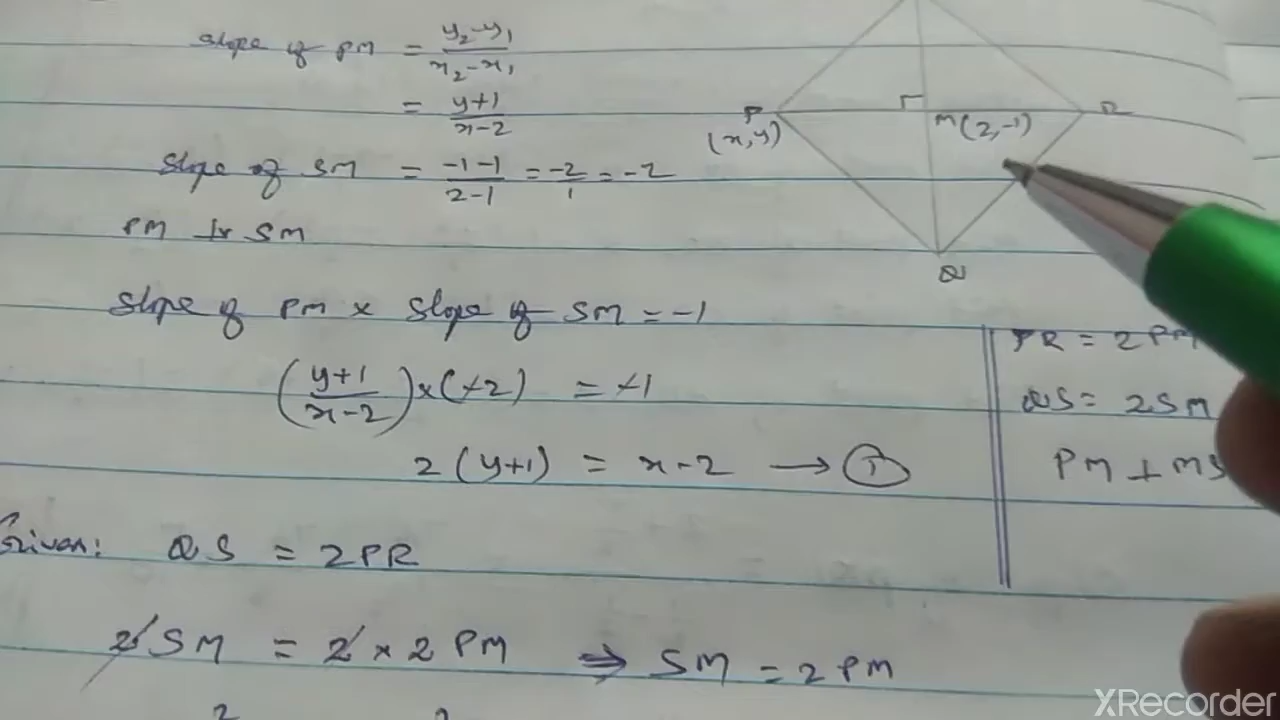 Slope of PM = y₂-y₁ / x₂-x₁
= y+1 / x-2
Slope of SM = -1-1 / 2-1 = -2 / 1 = -2
PM ⊥r SM
Slope of PM × Slope of SM = -1
(y+1 / x-2) × (-2) = -1
2(y+1) = x-2 → ①
Given: QS = 2PR
2SM = 2 × 2PM ⇒ SM = 2PM
P
(x,y)
M(2,-1)
R
Q
PR = 2PM
QS = 2SM
PM ⊥ MS
XRecorder